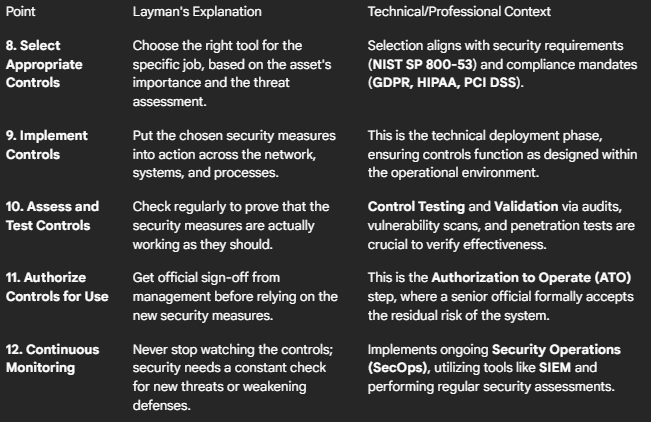 Point
Layman's Explanation
Technical/Professional Context
8. Select
Appropriate
Controls
Choose the right tool for the
specific job, based on the asset's
importance and the threat
assessment.
Selection aligns with security requirements
(NIST SP 800-53) and compliance mandates
(GDPR, HIPAA, PCI DSS).
9. Implement
Controls
Put the chosen security measures
into action across the network,
systems, and processes.
This is the technical deployment phase,
ensuring controls function as designed within
the operational environment.
10. Assess and
Test Controls
Check regularly to prove that the
security measures are actually
working as they should.
Control Testing and Validation via audits,
vulnerability scans, and penetration tests are
crucial to verify effectiveness.
11. Authorize
Controls for Use
Get official sign-off from
management before relying on the
new security measures.
This is the Authorization to Operate (ATO)
step, where a senior official formally accepts
the residual risk of the system.
12. Continuous
Monitoring
Never stop watching the controls;
security needs a constant check
for new threats or weakening
defenses.
Implements ongoing Security Operations
(SecOps), utilizing tools like SIEM and
performing regular security assessments.